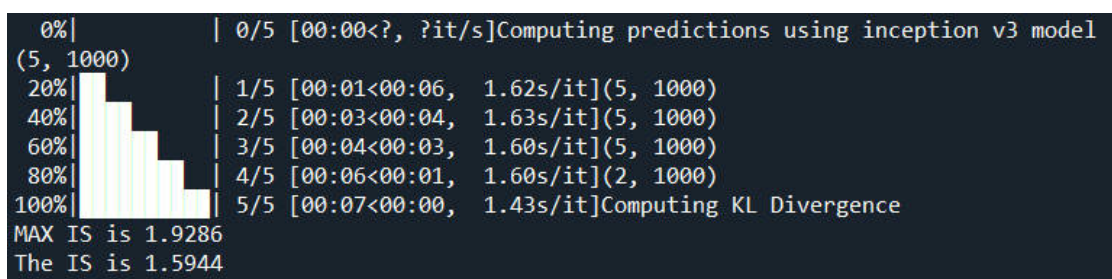 0%| | 0/5 [00:00<?, ?it/s]Computing predictions using inception v3 model
(5, 1000)
20%|██ | 1/5 [00:01<00:06, 1.62s/it](5, 1000)
40%|████ | 2/5 [00:03<00:04, 1.63s/it](5, 1000)
60%|██████ | 3/5 [00:04<00:03, 1.60s/it](5, 1000)
80%|████████ | 4/5 [00:06<00:01, 1.60s/it](2, 1000)
100%|██████████| 5/5 [00:07<00:00, 1.43s/it]Computing KL Divergence
MAX IS is 1.9286
The IS is 1.5944